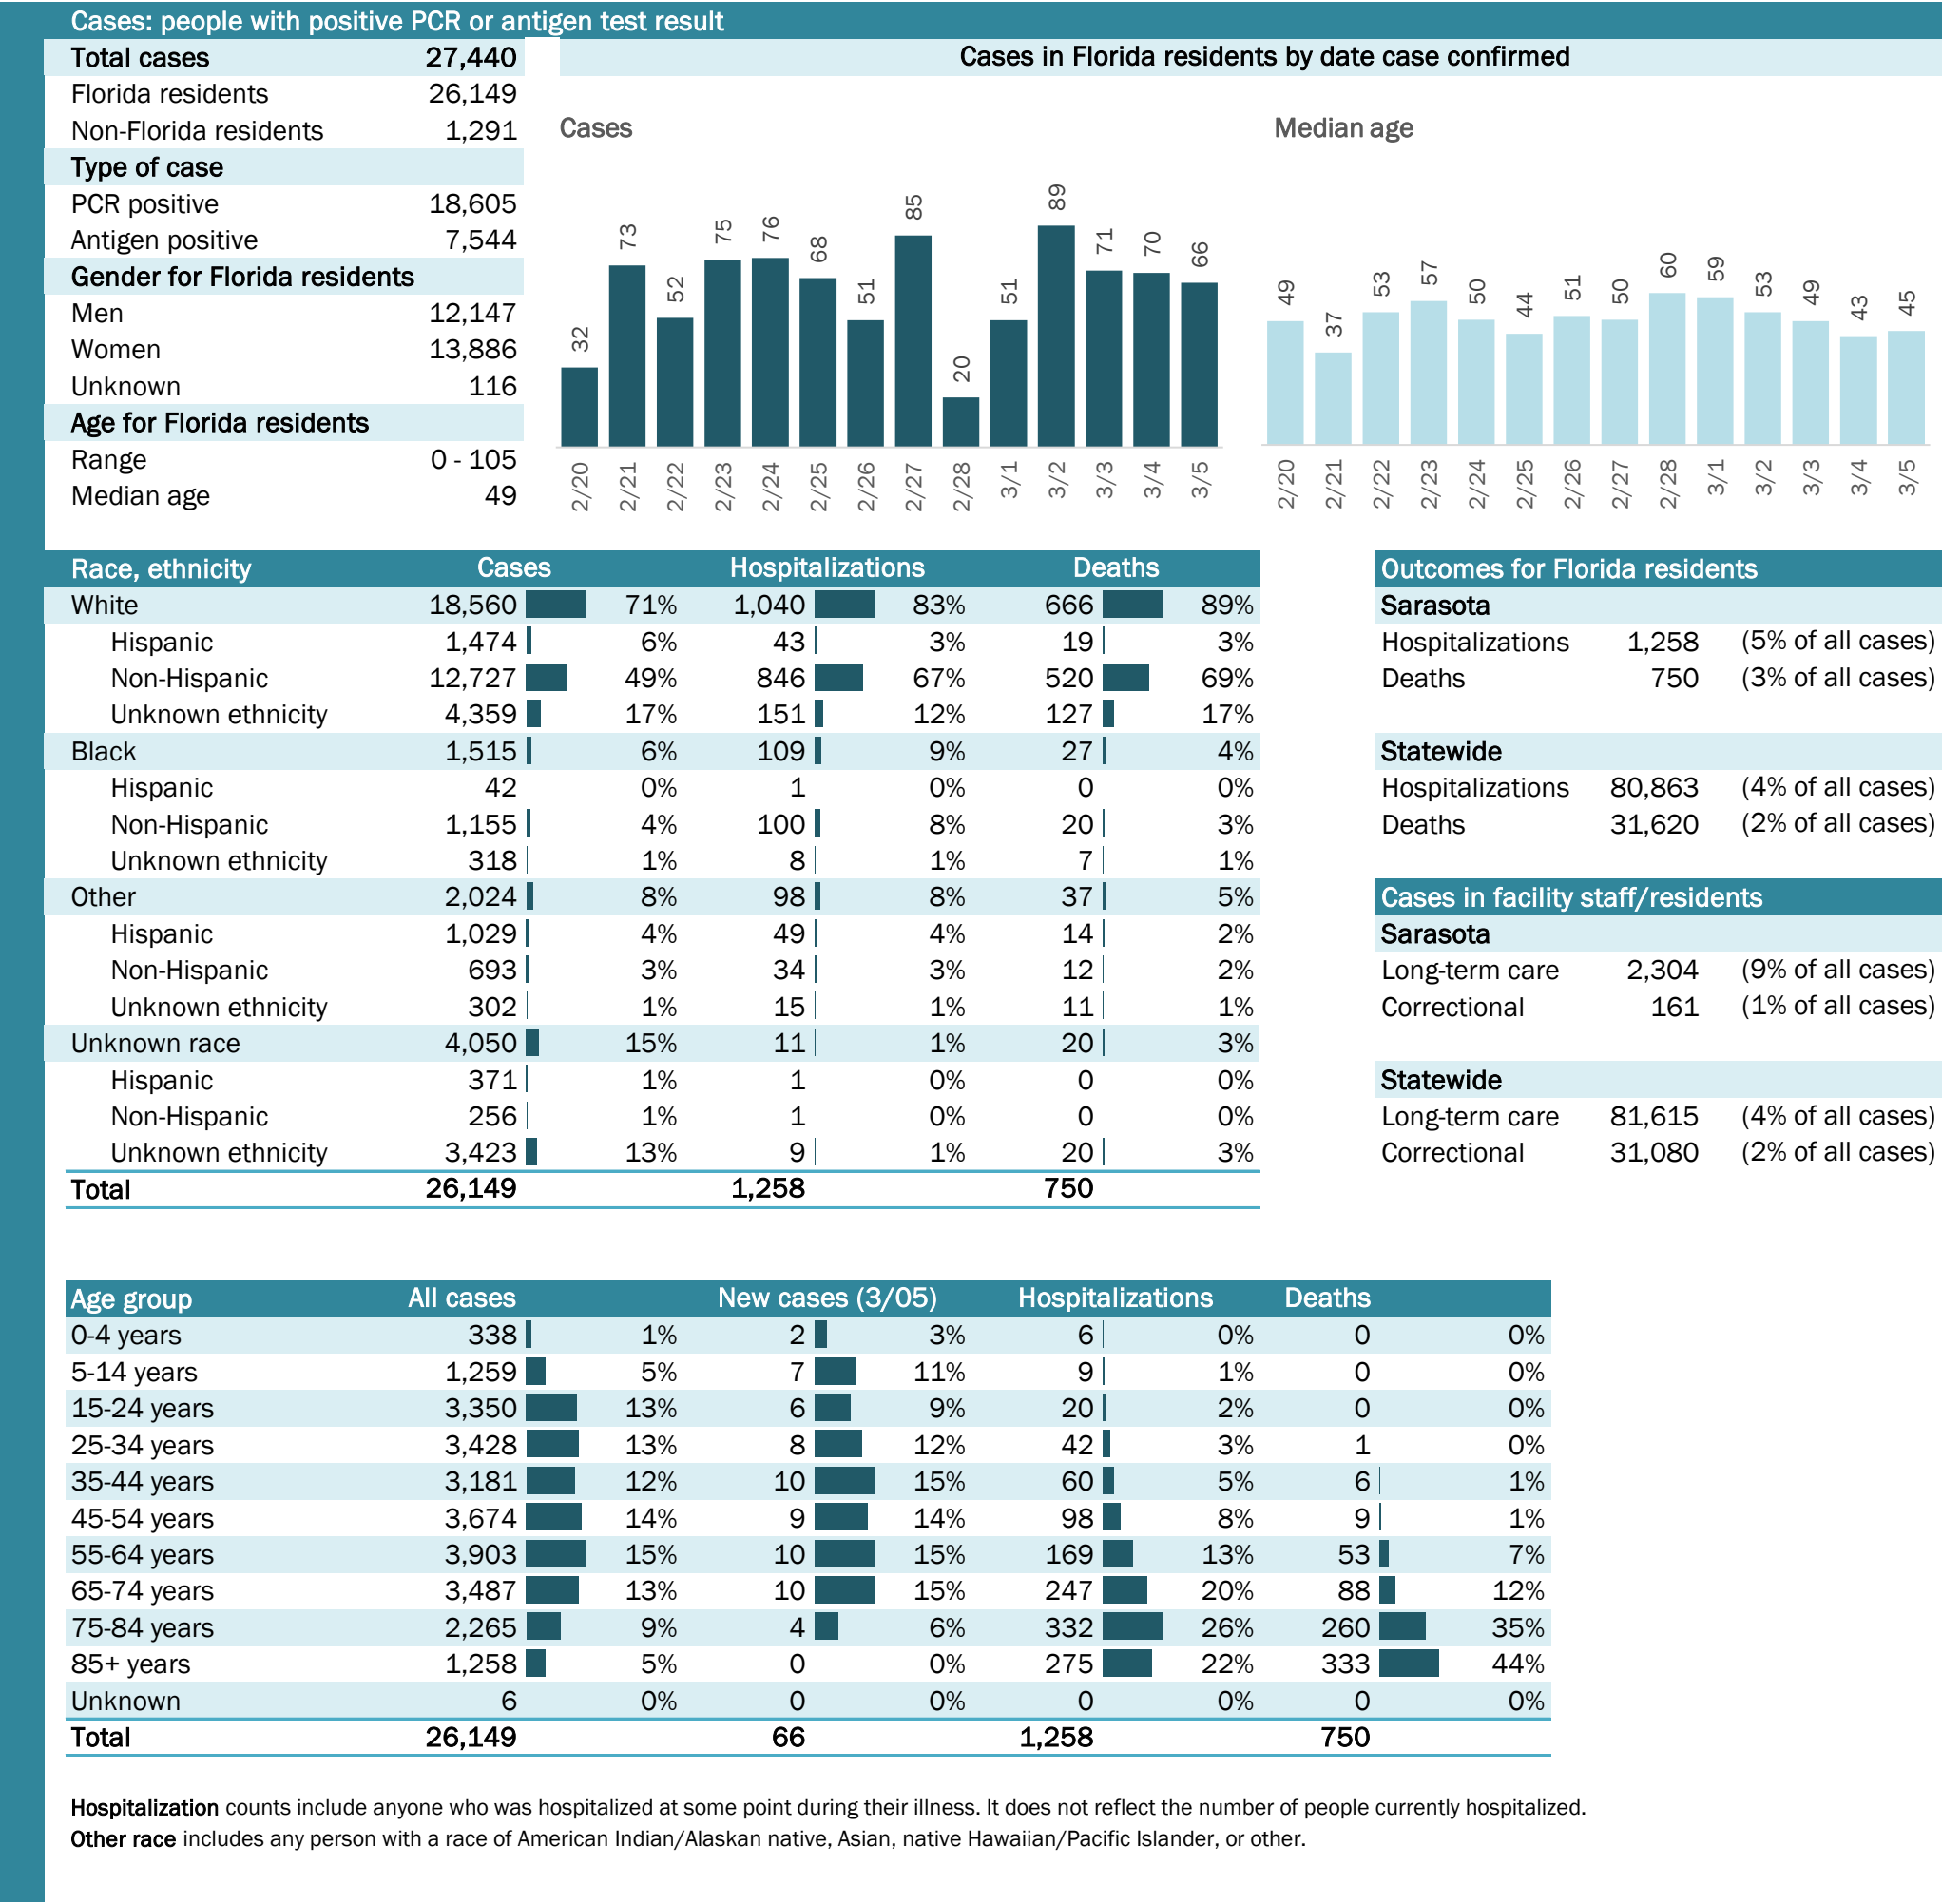 Cases: people with positive PCR or antigen test result
Total cases 27,440
Florida residents 26,149
Non-Florida residents 1,291
Type of case
PCR positive 18,605
Antigen positive 7,544
Gender for Florida residents
Men 12,147
Women 13,886
Unknown 116
Age for Florida residents
Range 0 - 105
Median age 49
Cases in Florida residents by date case confirmed
Cases
32 73 52 75 76 68 51 85 20 51 89 71 70 66
2/20 2/21 2/22 2/23 2/24 2/25 2/26 2/27 2/28 3/1 3/2 3/3 3/4 3/5
Median age
49 37 53 57 50 44 51 50 60 59 53 49 43 45
2/20 2/21 2/22 2/23 2/24 2/25 2/26 2/27 2/28 3/1 3/2 3/3 3/4 3/5
Race, ethnicity Cases Hospitalizations Deaths
White 18,560 71% 1,040 83% 666 89%
Hispanic 1,474 6% 43 3% 19 3%
Non-Hispanic 12,727 49% 846 67% 520 69%
Unknown ethnicity 4,359 17% 151 12% 127 17%
Black 1,515 6% 109 9% 27 4%
Hispanic 42 0% 1 0% 0 0%
Non-Hispanic 1,155 4% 100 8% 20 3%
Unknown ethnicity 318 1% 8 1% 7 1%
Other 2,024 8% 98 8% 37 5%
Hispanic 1,029 4% 49 4% 14 2%
Non-Hispanic 693 3% 34 3% 12 2%
Unknown ethnicity 302 1% 15 1% 11 1%
Unknown race 4,050 15% 11 1% 20 3%
Hispanic 371 1% 1 0% 0 0%
Non-Hispanic 256 1% 1 0% 0 0%
Unknown ethnicity 3,423 13% 9 1% 20 3%
Total 26,149 1,258 750
Outcomes for Florida residents
Sarasota
Hospitalizations 1,258 (5% of all cases)
Deaths 750 (3% of all cases)
Statewide
Hospitalizations 80,863 (4% of all cases)
Deaths 31,620 (2% of all cases)
Cases in facility staff/residents
Sarasota
Long-term care 2,304 (9% of all cases)
Correctional 161 (1% of all cases)
Statewide
Long-term care 81,615 (4% of all cases)
Correctional 31,080 (2% of all cases)
Age group All cases New cases (3/05) Hospitalizations Deaths
0-4 years 338 1% 2 3% 6 0% 0 0%
5-14 years 1,259 5% 7 11% 9 1% 0 0%
15-24 years 3,350 13% 6 9% 20 2% 0 0%
25-34 years 3,428 13% 8 12% 42 3% 1 0%
35-44 years 3,181 12% 10 15% 60 5% 6 1%
45-54 years 3,674 14% 9 14% 98 8% 9 1%
55-64 years 3,903 15% 10 15% 169 13% 53 7%
65-74 years 3,487 13% 10 15% 247 20% 88 12%
75-84 years 2,265 9% 4 6% 332 26% 260 35%
85+ years 1,258 5% 0 0% 275 22% 333 44%
Unknown 6 0% 0 0% 0 0% 0 0%
Total 26,149 66 1,258 750
Hospitalization counts include anyone who was hospitalized at some point during their illness. It does not reflect the number of people currently hospitalized.
Other race includes any person with a race of American Indian/Alaskan native, Asian, native Hawaiian/Pacific Islander, or other.